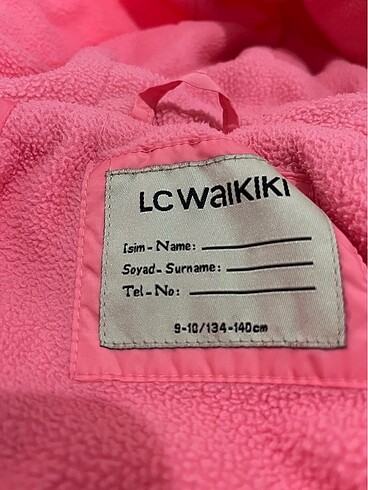 LC WAIKIKI
İsim-Name:
Soyad-Surname:
Tel-No:
9-10/134-140cm